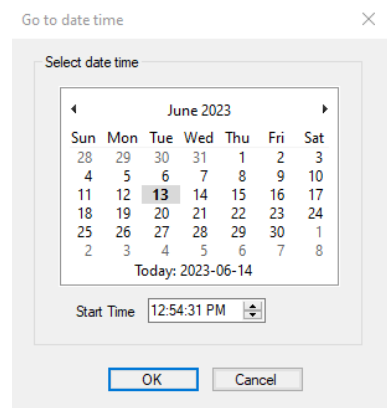 Go to date time
Select date time
June 2023
Sun Mon Tue Wed Thu Fri Sat
28 29 30 31 1 2 3
4 5 6 7 8 9 10
11 12 13 14 15 16 17
18 19 20 21 22 23 24
25 26 27 28 29 30 1
2 3 4 5 6 7 8
Today: 2023-06-14
Start Time 12:54:31 PM
OK Cancel